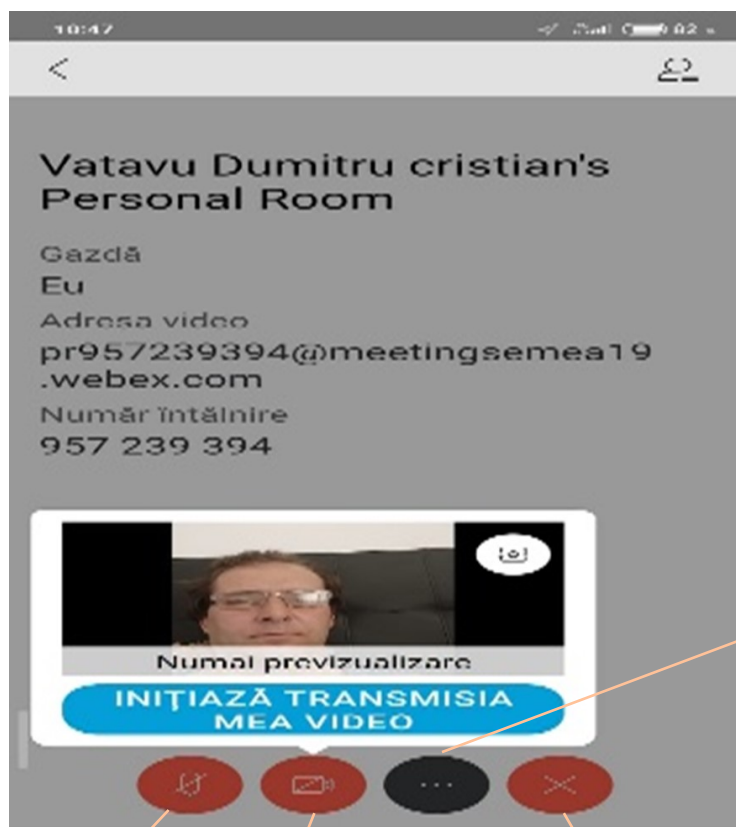 10:47
Vatavu Dumitru cristian's
Personal Room
Gazdă
Eu
Adresa video
pr957239394@meetingsemea19
.webex.com
Număr întâlnire
957 239 394
Numai previzualizare
INIŢIAZĂ TRANSMISIA
MEA VIDEO